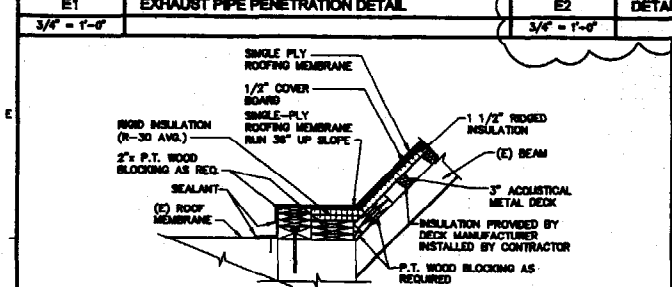 E1
EXHAUST PIPE PENETRATION DETAIL
E2
3/4" = 1'-0"
3/4" = 1'-0"
SINGLE PLY
ROOFING MEMBRANE
1/2" COVER
BOARD
SINGLE-PLY
ROOFING MEMBRANE
RUN 36" UP SLOPE
E
RIGID INSULATION
(R-30 AVG.)
2"x P.T. WOOD
BLOCKING AS REQ.
SEALANT
(E) ROOF
MEMBRANE
1 1/2" RIDGED
INSULATION
(E) BEAM
3" ACOUSTICAL
METAL DECK
INSULATION PROVIDED BY
DECK MANUFACTURER
INSTALLED BY CONTRACTOR
P.T. WOOD BLOCKING AS
REQUIRED